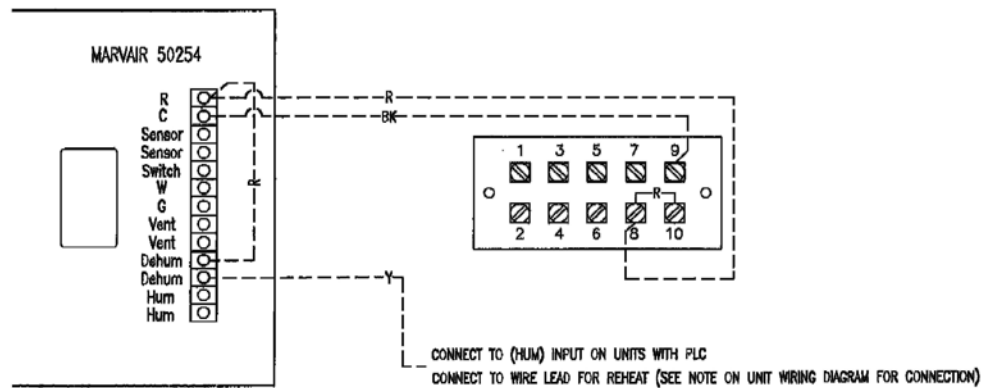 MARVAIR 50254
R
C
Sensor
Sensor
Switch
W
G
Vent
Vent
Dehum
Dehum
Hum
Hum
R
BK
R
Y
1 3 5 7 9
R
2 4 6 8 10
CONNECT TO (HUM) INPUT ON UNITS WITH PLC
CONNECT TO WIRE LEAD FOR REHEAT (SEE NOTE ON UNIT WIRING DIAGRAM FOR CONNECTION)